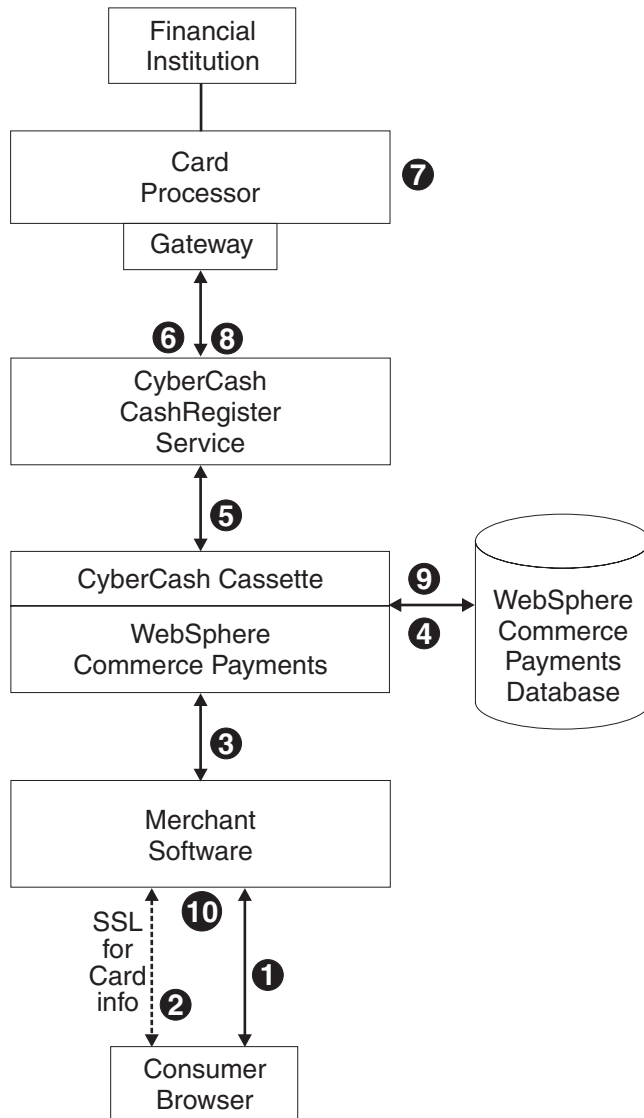 Financial
Institution
Card
Processor
7
Gateway
6
8
CyberCash
CashRegister
Service
5
CyberCash Cassette
9
WebSphere
Commerce Payments
4
WebSphere
Commerce
Payments
Database
3
Merchant
Software
10
SSL
for
Card
info
2
1
Consumer
Browser